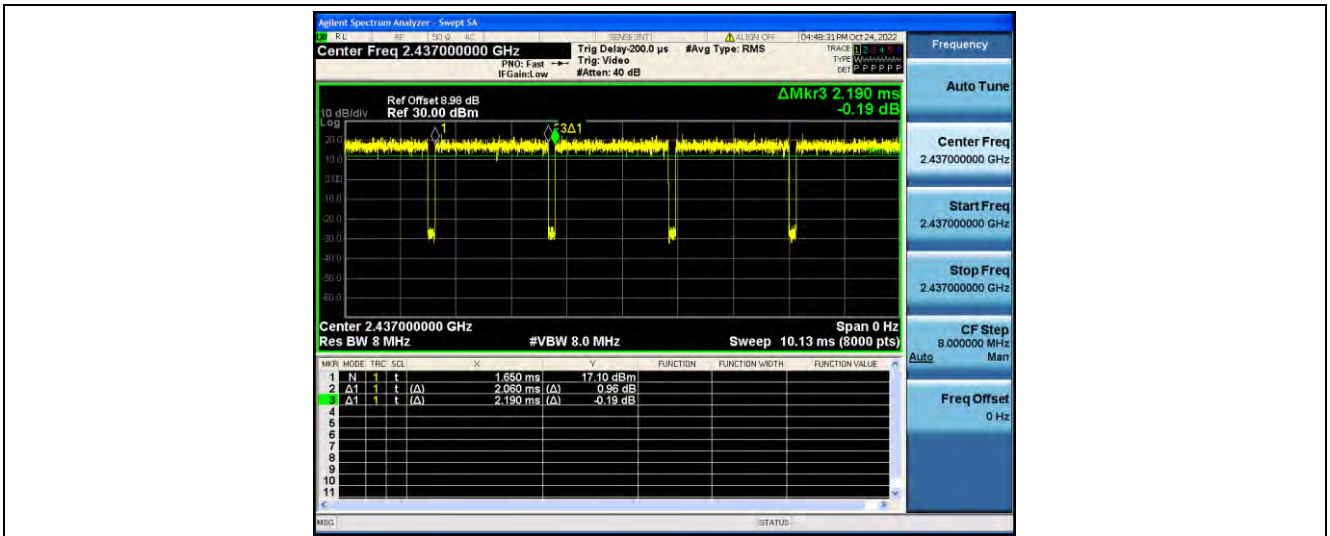 Agilent Spectrum Analyzer - Swept SA
RL RF 50 Ω AC SENSE:INT ALIGN OFF 04:48:31 PM Oct 24, 2022
Center Freq 2.437000000 GHz
Trig Delay-200.0 µs #Avg Type: RMS
TRACE 1 2 3 4 5 6
PNO: Fast Trig: Video
TYPE
IFGain:Low #Atten: 40 dB
DET P P P P P P
ΔMkr3 2.190 ms
-0.19 dB
Ref Offset 8.98 dB
10 dB/div Ref 30.00 dBm
Log
20.0
10.0
0.00
-10.0
-20.0
-30.0
-40.0
-50.0
-60.0
1
3Δ1
Center 2.437000000 GHz Span 0 Hz
Res BW 8 MHz #VBW 8.0 MHz Sweep 10.13 ms (8000 pts)
MKR MODE TRC SCL X Y FUNCTION FUNCTION WIDTH FUNCTION VALUE
1 N 1 t 1.650 ms 17.10 dBm
2 Δ1 1 t (Δ) 2.060 ms (Δ) 0.96 dB
3 Δ1 1 t (Δ) 2.190 ms (Δ) -0.19 dB
4
5
6
7
8
9
10
11
MSG STATUS
Frequency
Auto Tune
Center Freq
2.437000000 GHz
Start Freq
2.437000000 GHz
Stop Freq
2.437000000 GHz
CF Step
8.000000 MHz
Auto Man
Freq Offset
0 Hz